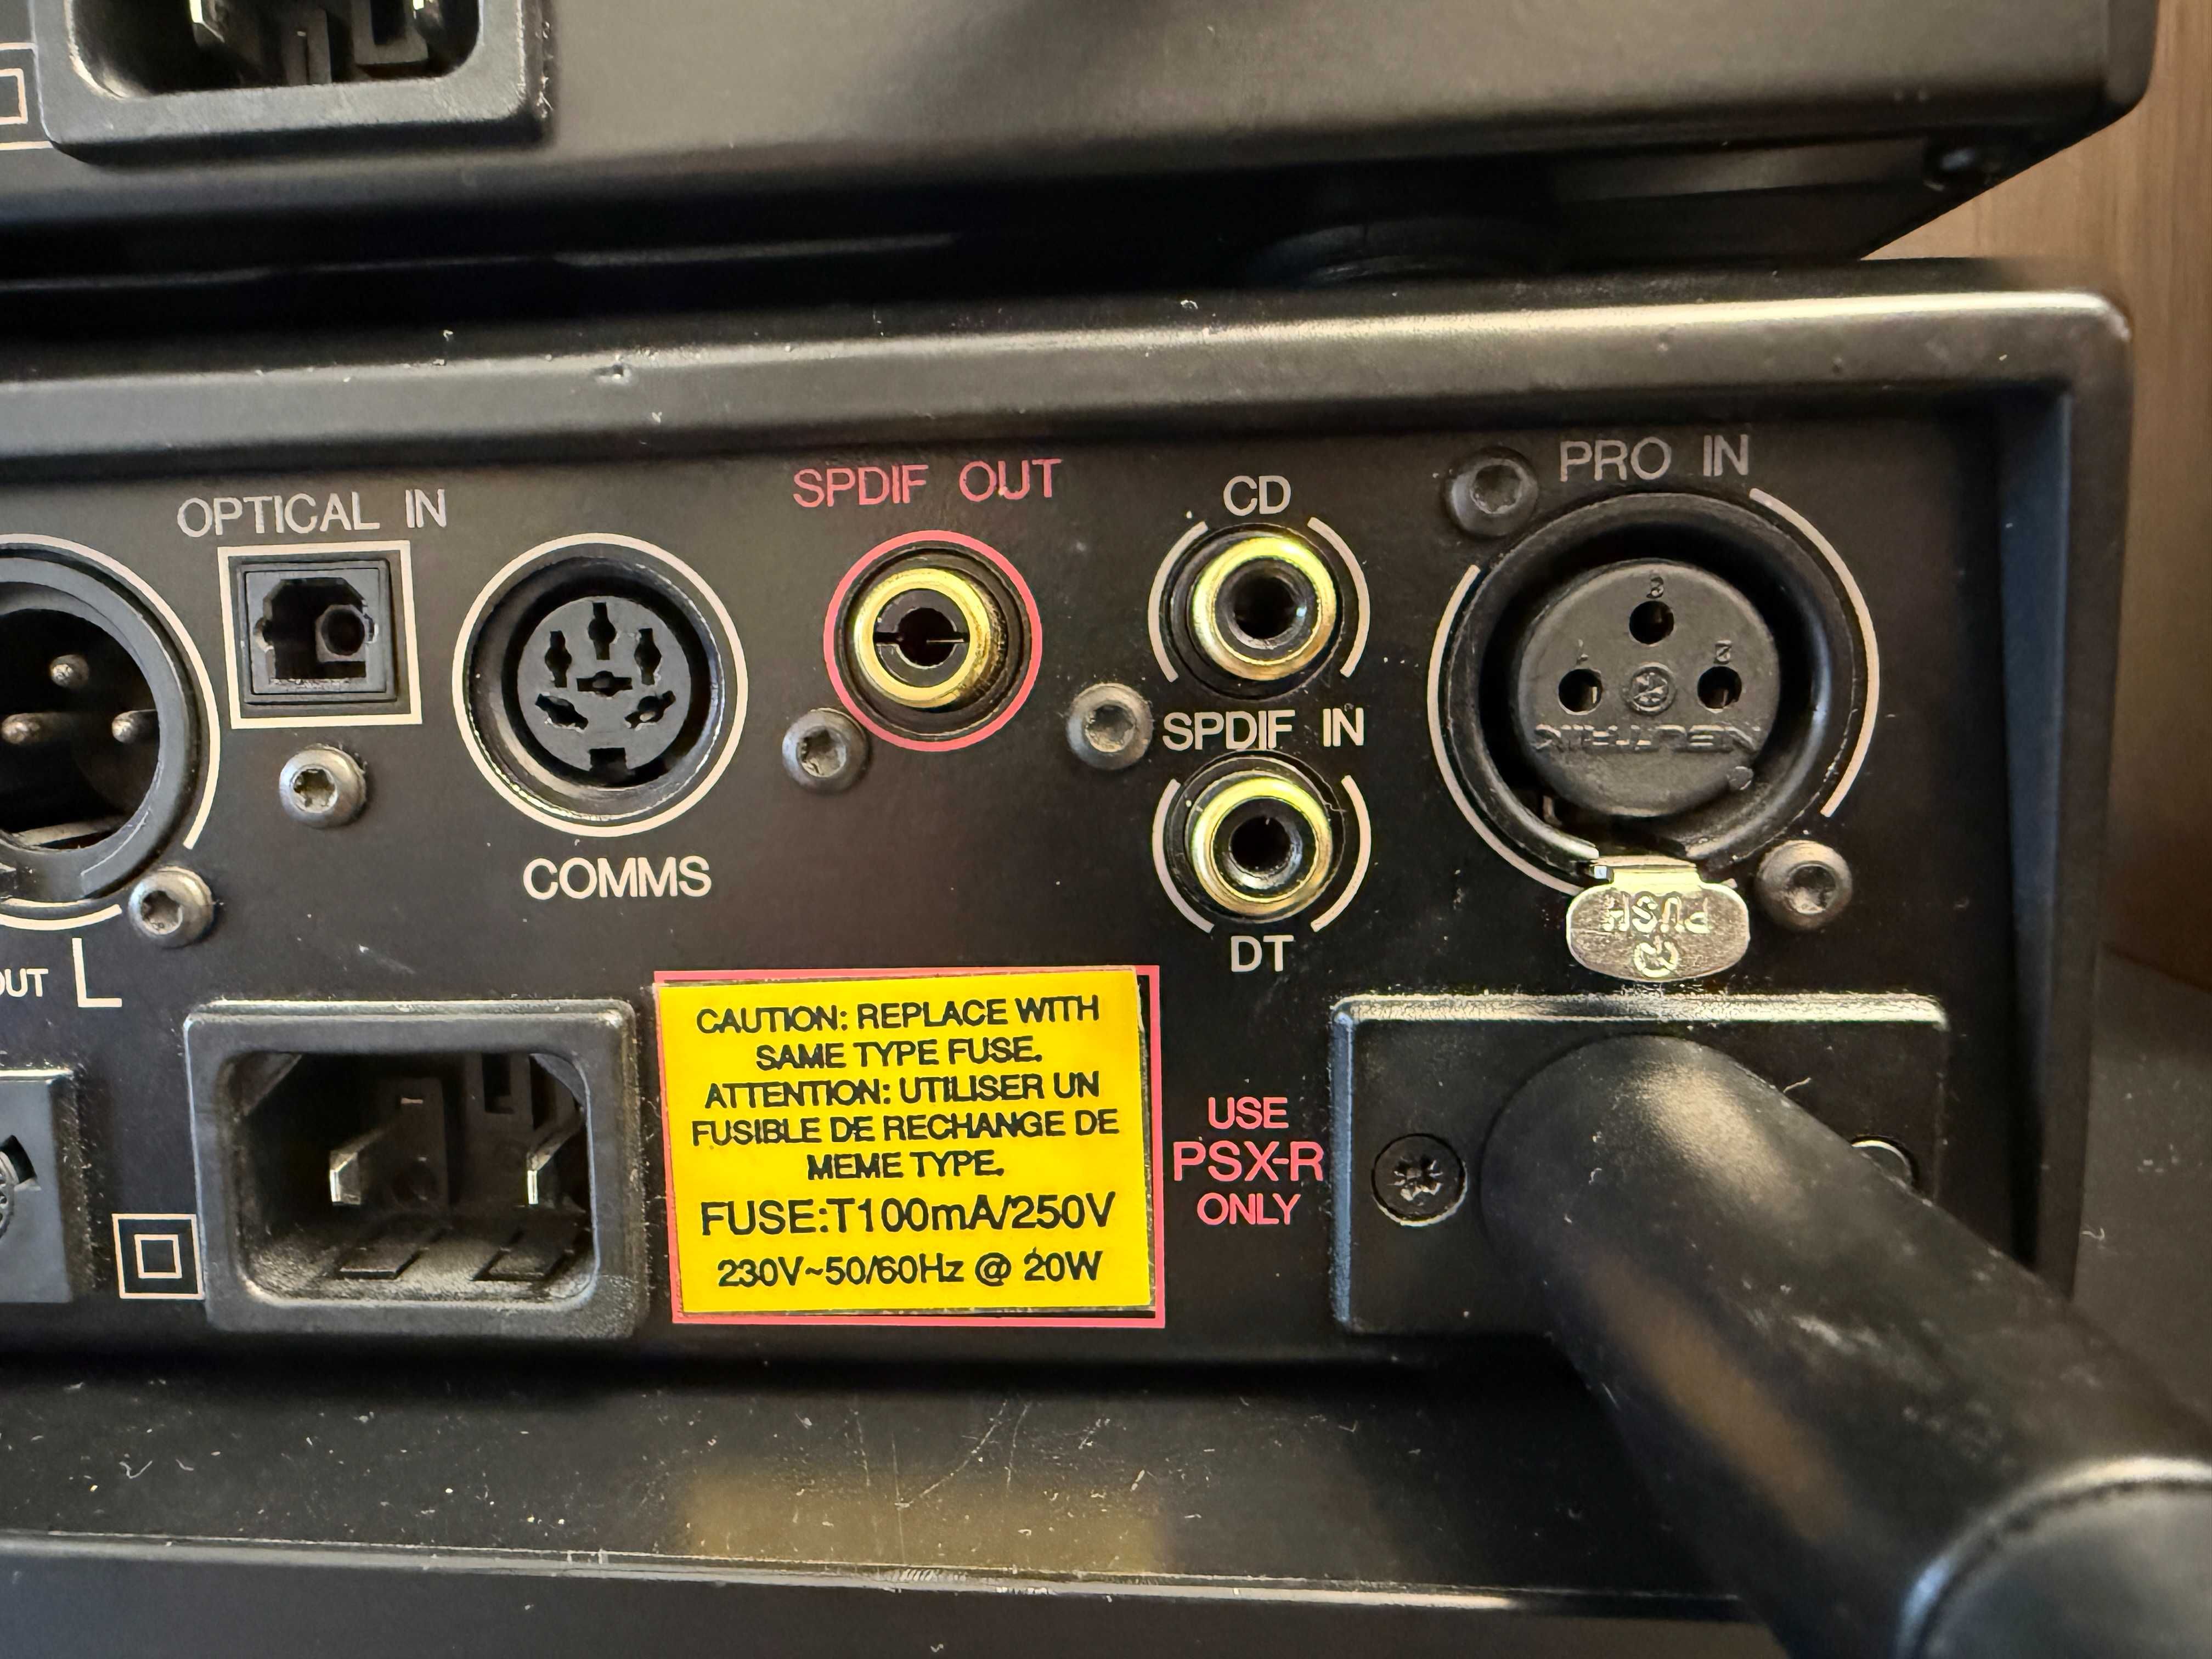 OPTICAL IN
SPDIF OUT
CD
PRO IN
SPDIF IN
COMMS
DT
OUT L
NEUTRIK
PUSH
CAUTION: REPLACE WITH
SAME TYPE FUSE.
ATTENTION: UTILISER UN
FUSIBLE DE RECHANGE DE
MEME TYPE.
FUSE:T100mA/250V
230V~50/60Hz @ 20W
USE
PSX-R
ONLY